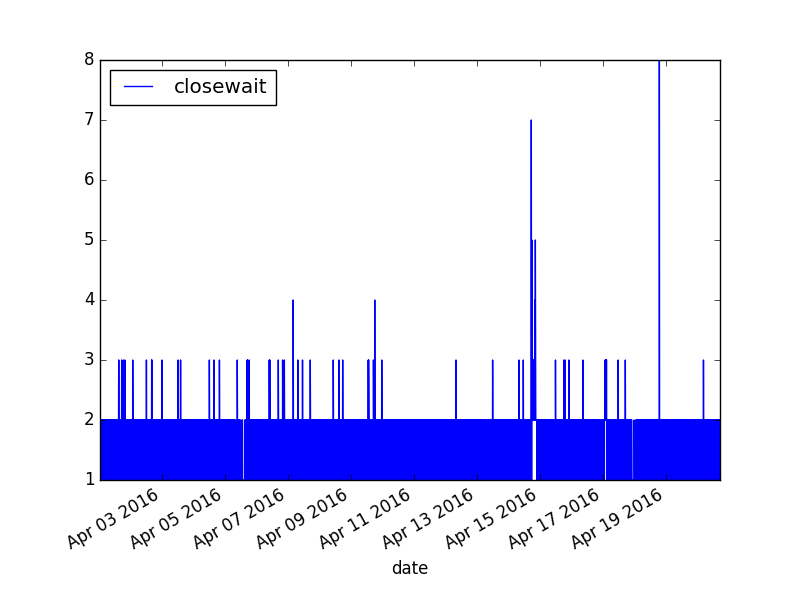 closewait
8
7
6
5
4
3
2
1
Apr 03 2016
Apr 05 2016
Apr 07 2016
Apr 09 2016
Apr 11 2016
Apr 13 2016
Apr 15 2016
Apr 17 2016
Apr 19 2016
date